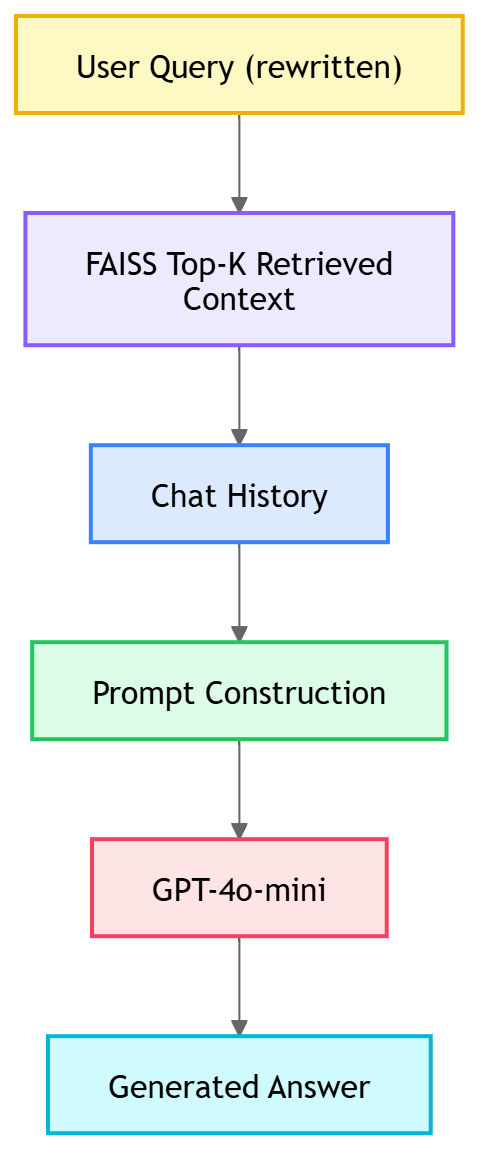 User Query (rewritten)
FAISS Top-K Retrieved
Context
Chat History
Prompt Construction
GPT-4o-mini
Generated Answer